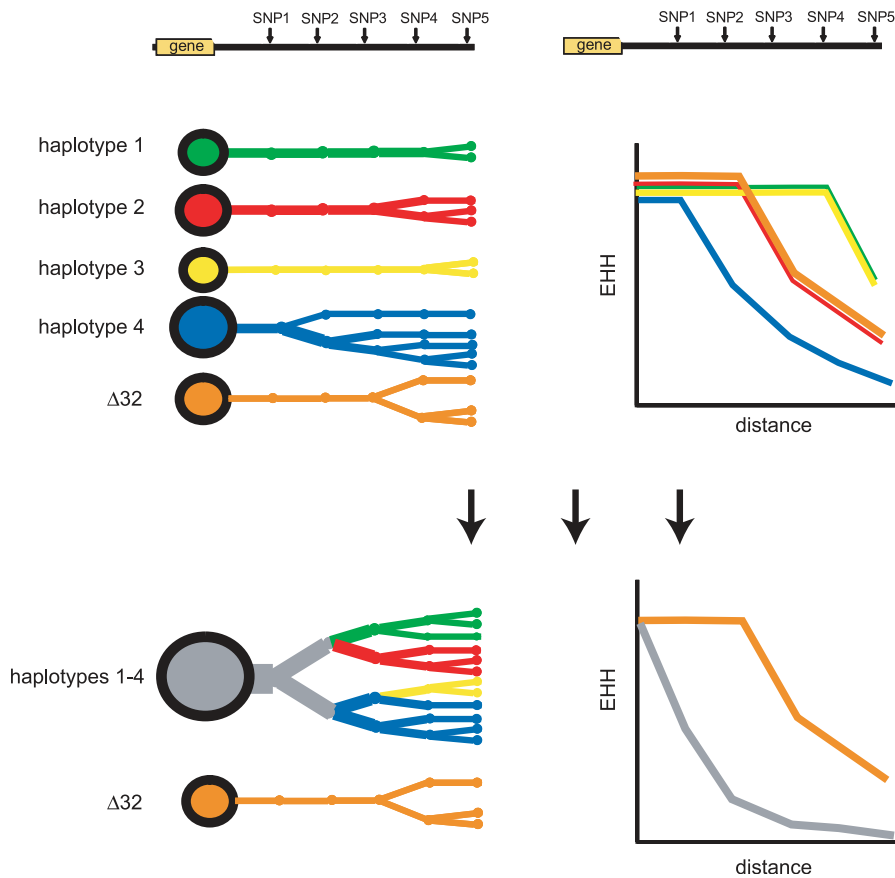 SNP1 SNP2 SNP3 SNP4 SNP5
gene
SNP1 SNP2 SNP3 SNP4 SNP5
gene
haplotype 1
haplotype 2
haplotype 3
haplotype 4
Δ32
EHH
distance
haplotypes 1-4
Δ32
EHH
distance